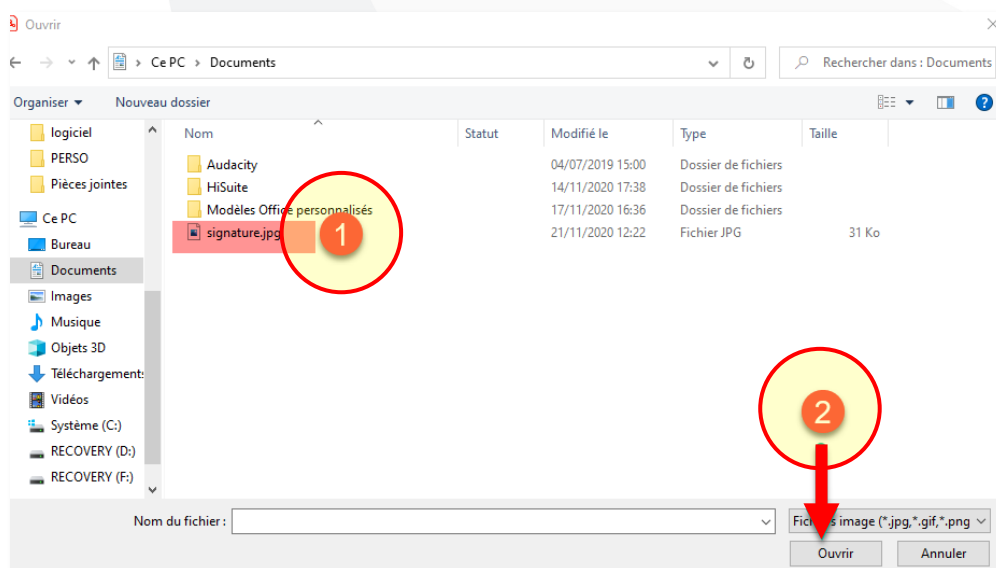 Ouvrir
Ce PC > Documents
Rechercher dans : Documents
Organiser Nouveau dossier ?
Nom Statut Modifié le Type Taille
logiciel
PERSO
Pièces jointes
Ce PC
Bureau
Documents
Images
Musique
Objets 3D
Téléchargements
Vidéos
Système (C:)
RECOVERY (D:)
RECOVERY (F:)
Audacity 04/07/2019 15:00 Dossier de fichiers
HiSuite 14/11/2020 17:38 Dossier de fichiers
Modèles Office personnalisés 17/11/2020 16:36 Dossier de fichiers
signature.jpg 21/11/2020 12:22 Fichier JPG 31 Ko
1
2
Nom du fichier :
Fichiers image (*.jpg,*.gif,*.png
Ouvrir Annuler